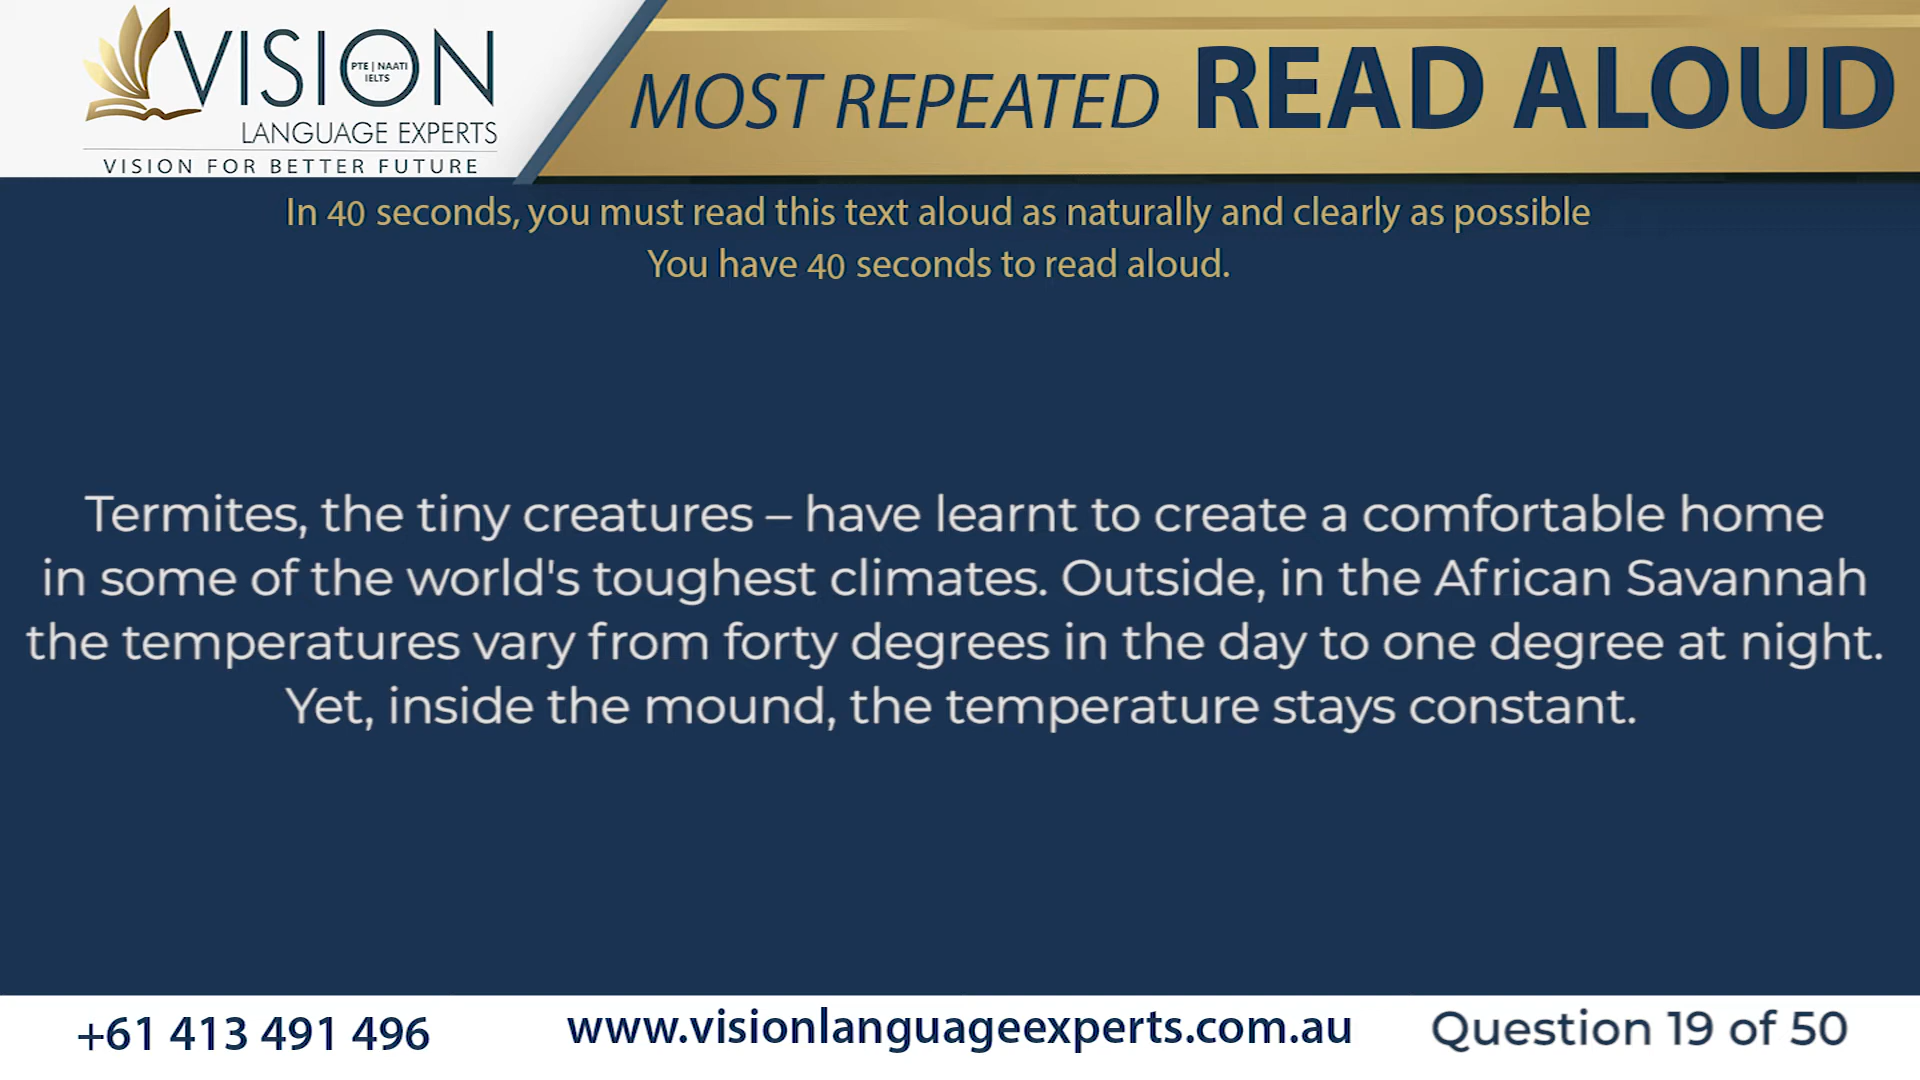 VISION
PTE | NAATI
IELTS
LANGUAGE EXPERTS
VISION FOR BETTER FUTURE
MOST REPEATED READ ALOUD
In 40 seconds, you must read this text aloud as naturally and clearly as possible
You have 40 seconds to read aloud.
Termites, the tiny creatures – have learnt to create a comfortable home
in some of the world's toughest climates. Outside, in the African Savannah
the temperatures vary from forty degrees in the day to one degree at night.
Yet, inside the mound, the temperature stays constant.
+61 413 491 496
www.visionlanguageexperts.com.au
Question 19 of 50